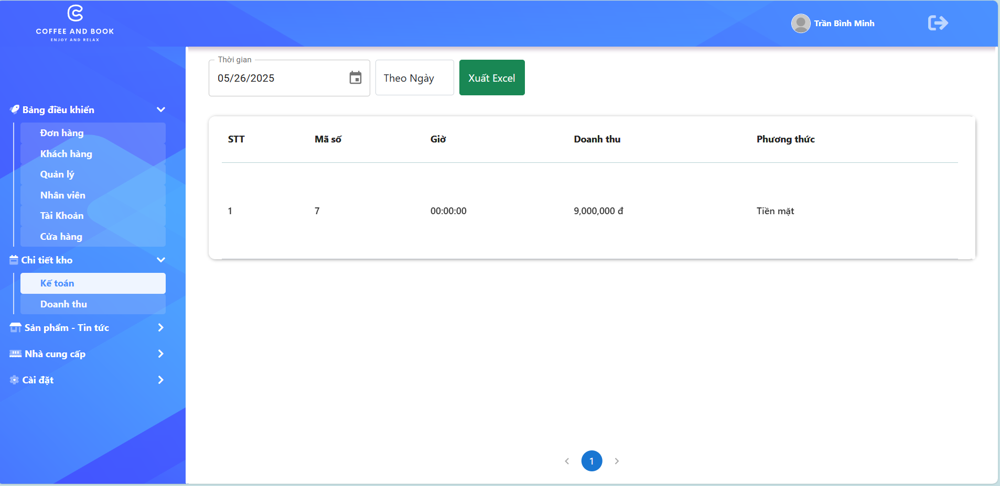 COFFEE AND BOOK
ENJOY AND RELAX
Trần Bình Minh
Bảng điều khiển
Đơn hàng
Khách hàng
Quản lý
Nhân viên
Tài Khoản
Cửa hàng
Chi tiết kho
Kế toán
Doanh thu
Sản phẩm - Tin tức
Nhà cung cấp
Cài đặt
Thời gian
05/26/2025
Theo Ngày
Xuất Excel
STT Mã số Giờ Doanh thu Phương thức
1 7 00:00:00 9,000,000 đ Tiền mặt
1